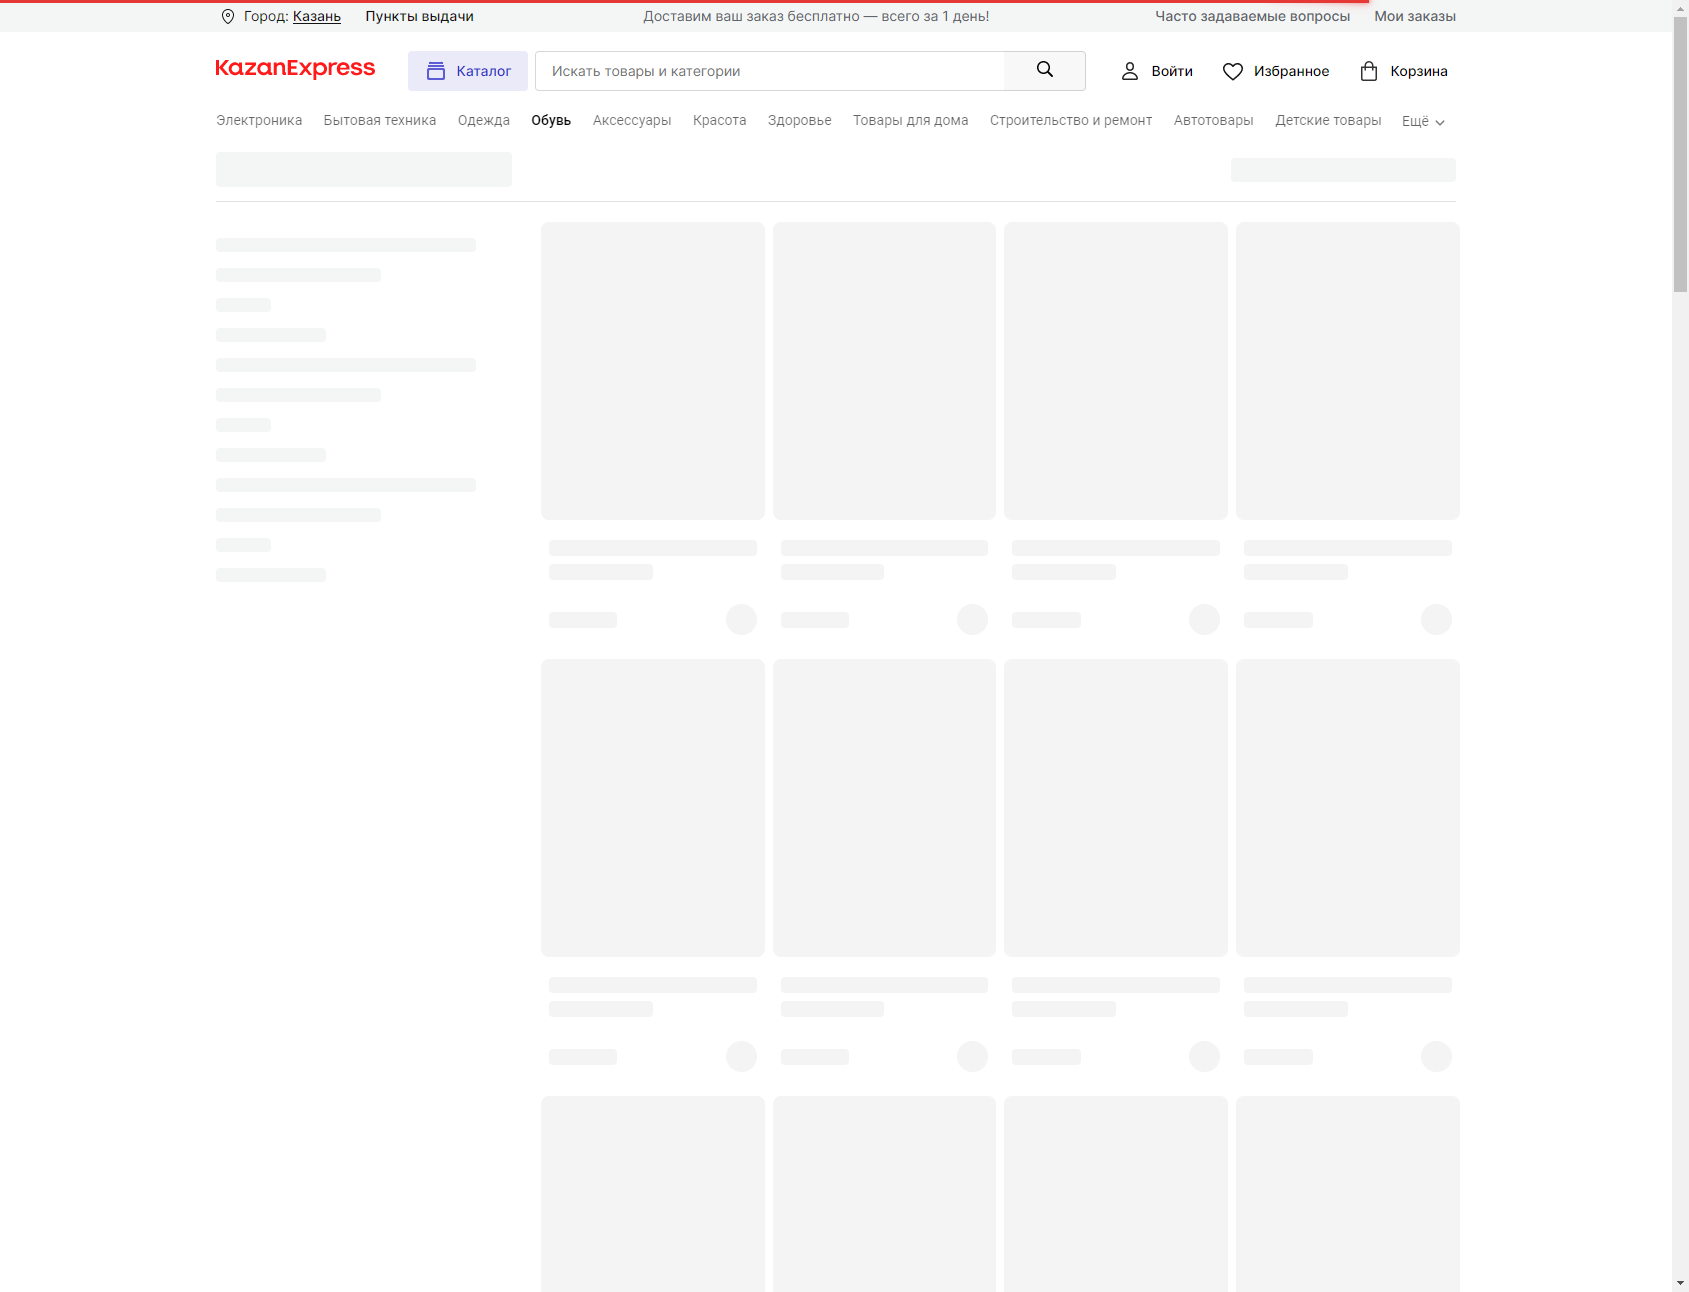 Город: Казань Пункты выдачи Доставим ваш заказ бесплатно — всего за 1 день! Часто задаваемые вопросы Мои заказы
KazanExpress Каталог Искать товары и категории Войти Избранное Корзина
Электроника Бытовая техника Одежда Обувь Аксессуары Красота Здоровье Товары для дома Строительство и ремонт Автотовары Детские товары Ещё